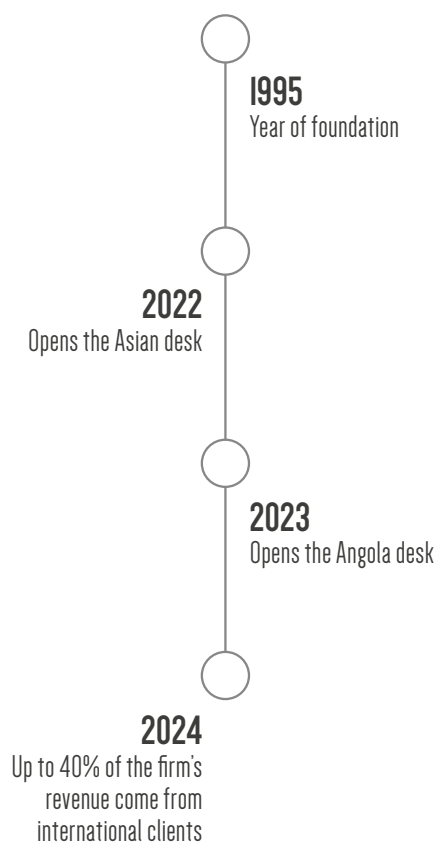 1995
Year of foundation
2022
Opens the Asian desk
2023
Opens the Angola desk
2024
Up to 40% of the firm's
revenue come from
international clients